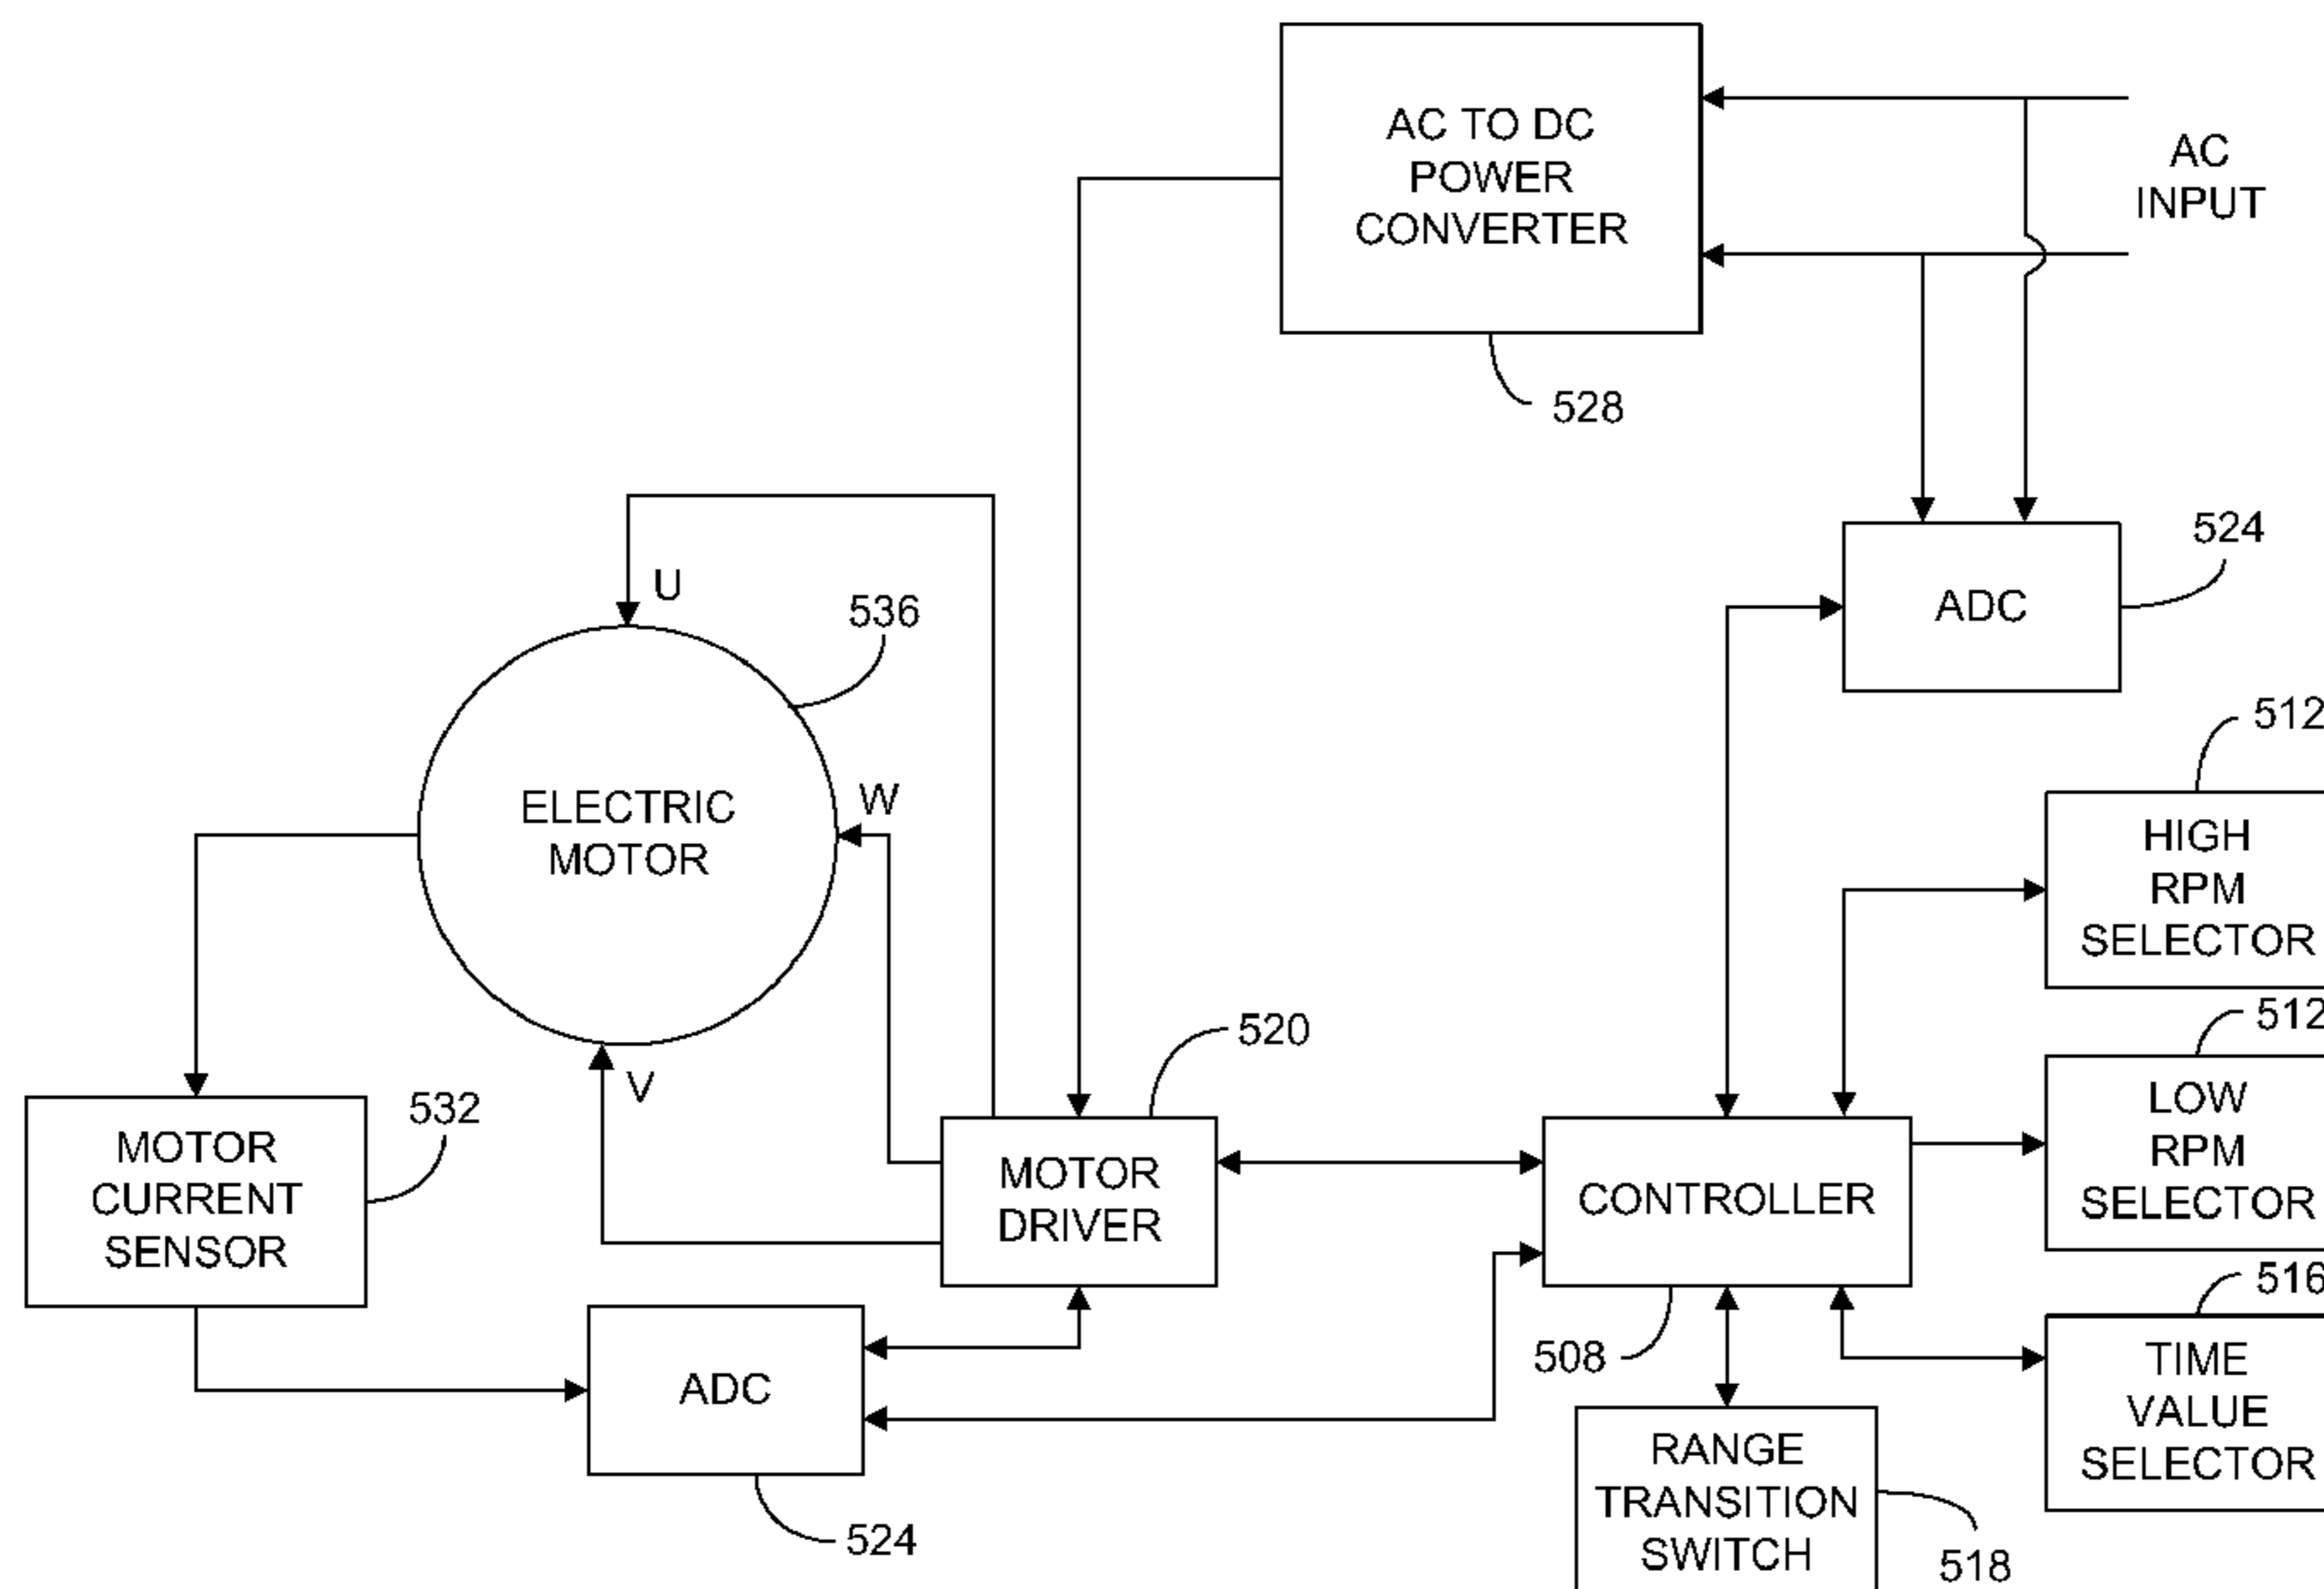 AC TO DC
POWER
CONVERTER
AC
INPUT
528
524
ADC
U
536
512
ELECTRIC
MOTOR
W
HIGH
RPM
SELECTOR
512
520
V
532
MOTOR
CURRENT
SENSOR
MOTOR
DRIVER
CONTROLLER
LOW
RPM
SELECTOR
516
508
ADC
TIME
VALUE
SELECTOR
RANGE
TRANSITION
SWITCH
524
518